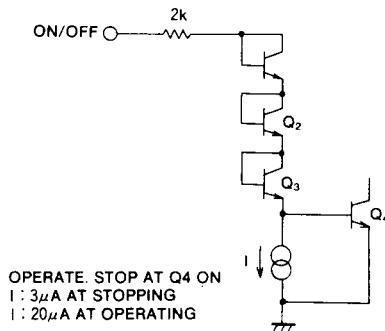 2k
ON/OFF
Q2
Q3
Q4
I
OPERATE. STOP AT Q4 ON
I : 3μA AT STOPPING
I : 20μA AT OPERATING